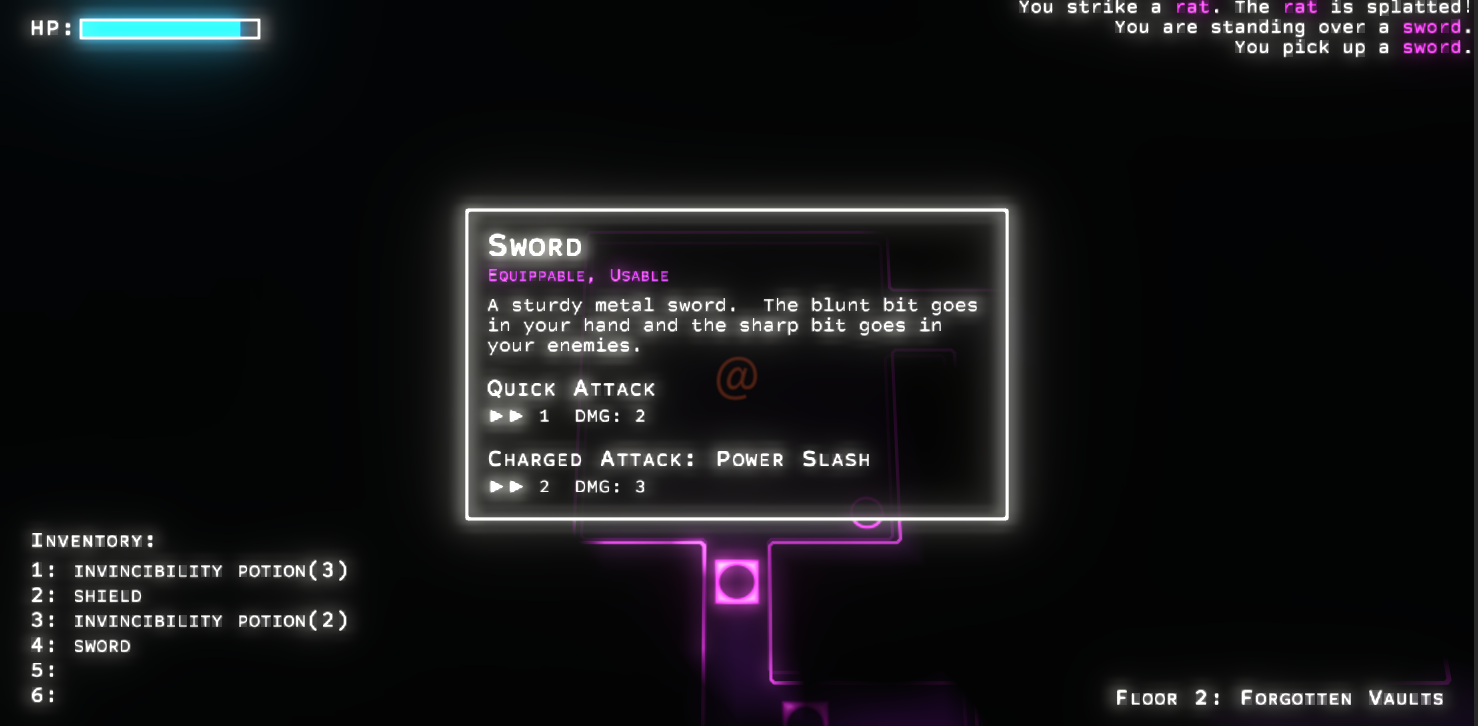 HP:
You strike a rat. The rat is splatted!
You are standing over a sword.
You pick up a sword.
SWORD
EQUIPPABLE, USABLE
A sturdy metal sword.  The blunt bit goes
in your hand and the sharp bit goes in
your enemies.
@
QUICK ATTACK
►► 1  DMG: 2
CHARGED ATTACK: POWER SLASH
►► 2  DMG: 3
INVENTORY:
1: INVINCIBILITY POTION(3)
2: SHIELD
3: INVINCIBILITY POTION(2)
4: SWORD
5:
6:
FLOOR 2: FORGOTTEN VAULTS